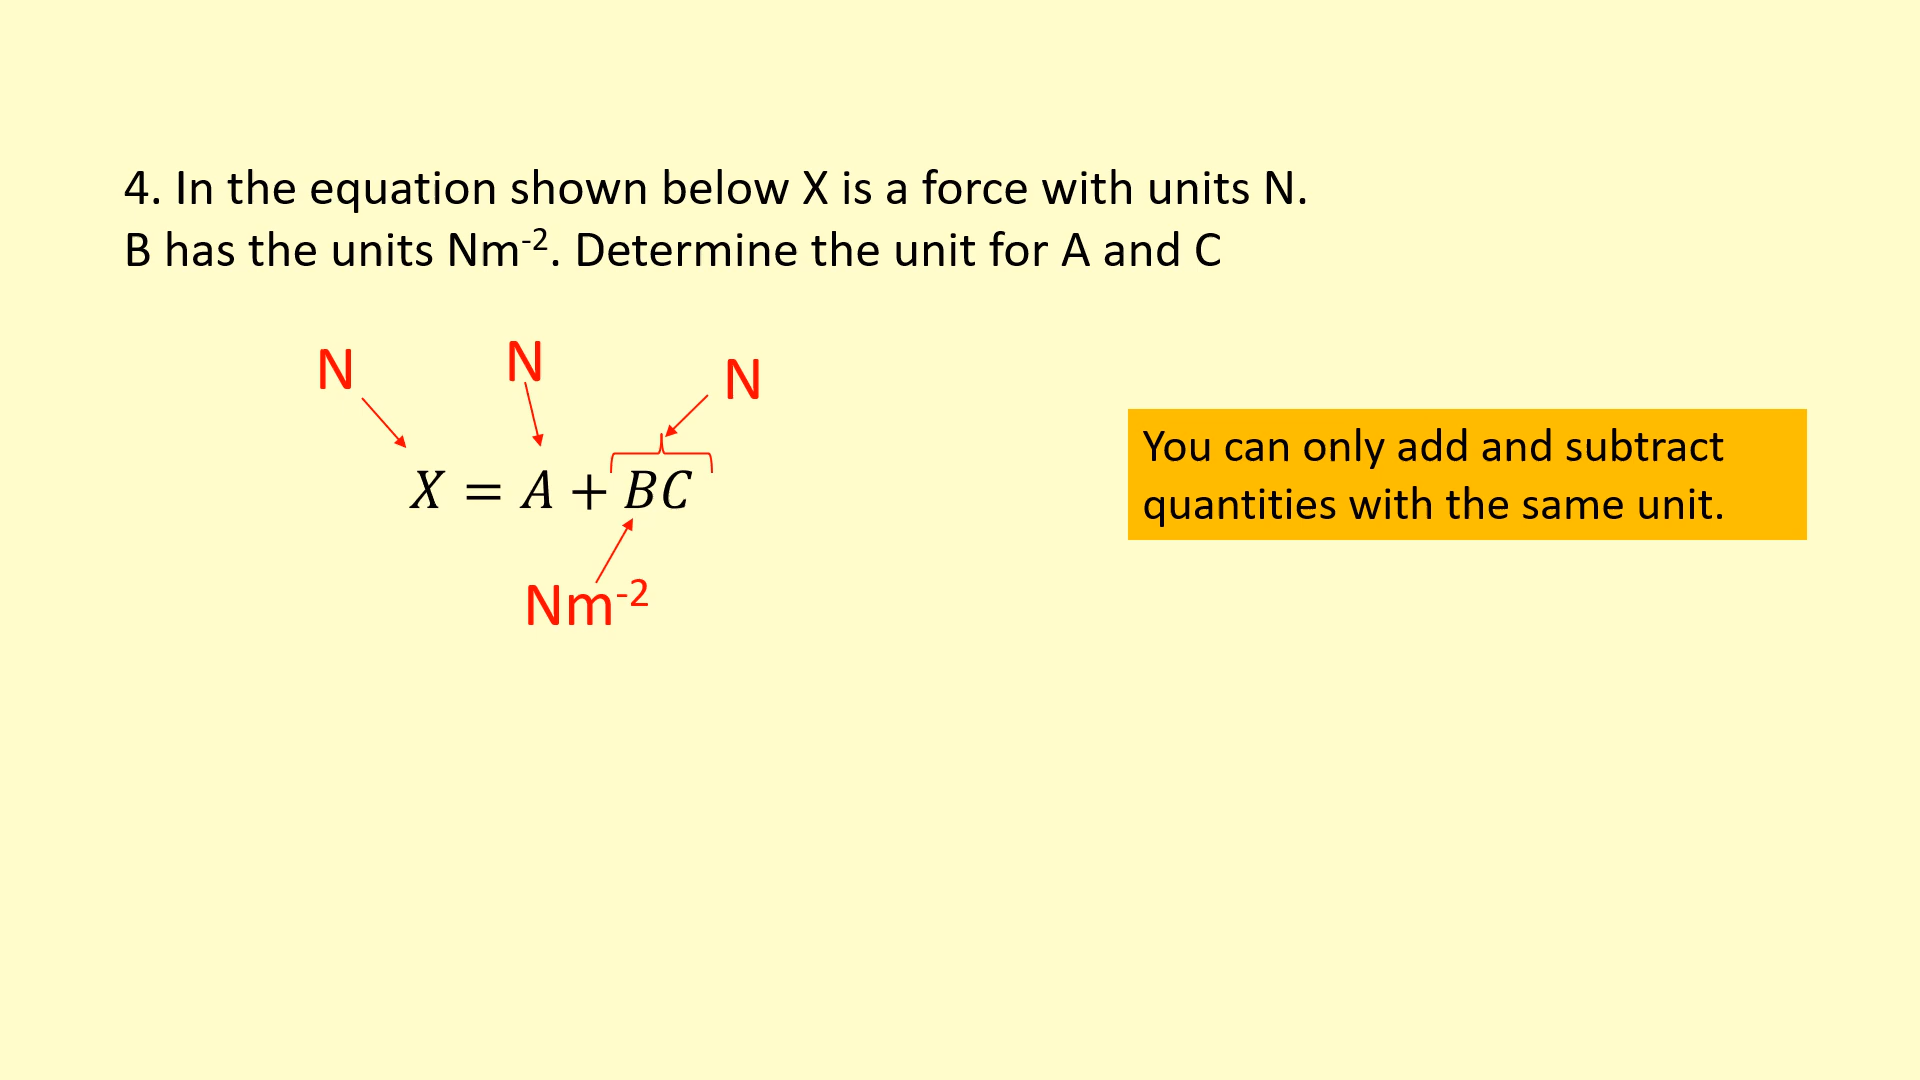 4. In the equation shown below X is a force with units N.
B has the units Nm⁻². Determine the unit for A and C
N
N
N
X = A + BC
Nm⁻²
You can only add and subtract
quantities with the same unit.